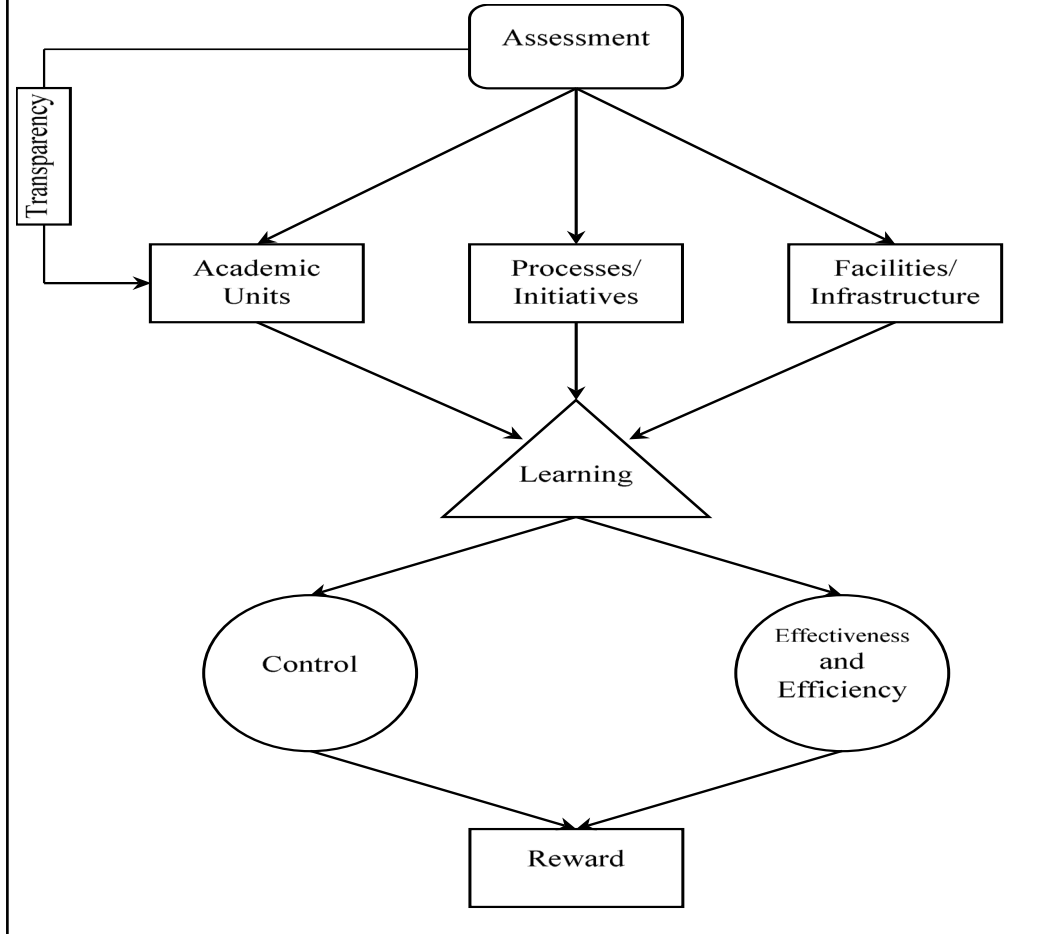 Assessment
Transparency
Academic
Units
Processes/
Initiatives
Facilities/
Infrastructure
Learning
Control
Effectiveness
and
Efficiency
Reward